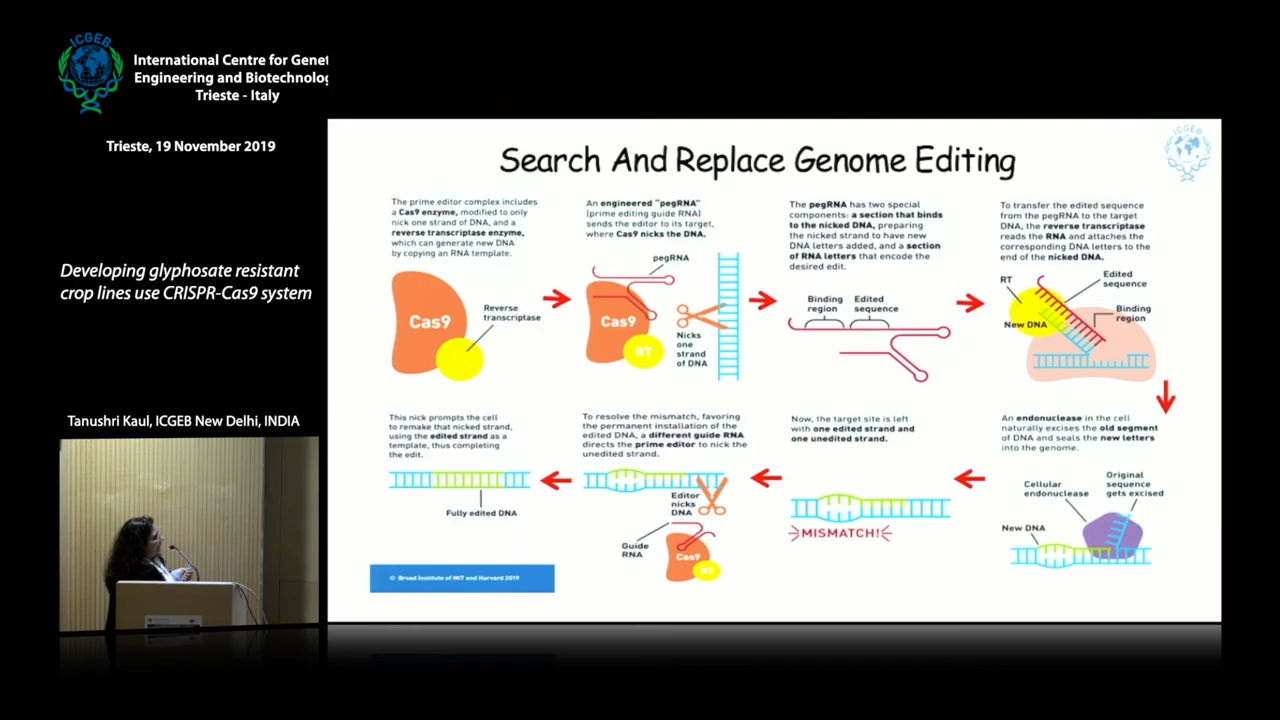 ICGEB
International Centre for Genet
Engineering and Biotechnolog
Trieste - Italy
Trieste, 19 November 2019
Developing glyphosate resistant
crop lines use CRISPR-Cas9 system
Tanushri Kaul, ICGEB New Delhi, INDIA
ICGEB
Search And Replace Genome Editing
The prime editor complex includes
a Cas9 enzyme, modified to only
nick one strand of DNA, and a
reverse transcriptase enzyme,
which can generate new DNA
by copying an RNA template.
Cas9
Reverse
transcriptase
An engineered "pegRNA"
(prime editing guide RNA)
sends the editor to its target,
where Cas9 nicks the DNA.
pegRNA
Cas9
RT
Nicks
one
strand
of DNA
The pegRNA has two special
components: a section that binds
to the nicked DNA, preparing
the nicked strand to have new
DNA letters added, and a section
of RNA letters that encode the
desired edit.
Binding
region
Edited
sequence
To transfer the edited sequence
from the pegRNA to the target
DNA, the reverse transcriptase
reads the RNA and attaches the
corresponding DNA letters to the
end of the nicked DNA.
RT
Edited
sequence
New DNA
Binding
region
An endonuclease in the cell
naturally excises the old segment
of DNA and seals the new letters
into the genome.
Cellular
endonuclease
Original
sequence
gets excised
New DNA
Now, the target site is left
with one edited strand and
one unedited strand.
MISMATCH!
To resolve the mismatch, favoring
the permanent installation of the
edited DNA, a different guide RNA
directs the prime editor to nick the
unedited strand.
Editor
nicks
DNA
Guide
RNA
Cas9
RT
This nick prompts the cell
to remake that nicked strand,
using the edited strand as a
template, thus completing
the edit.
Fully edited DNA
© Broad Institute of MIT and Harvard 2019